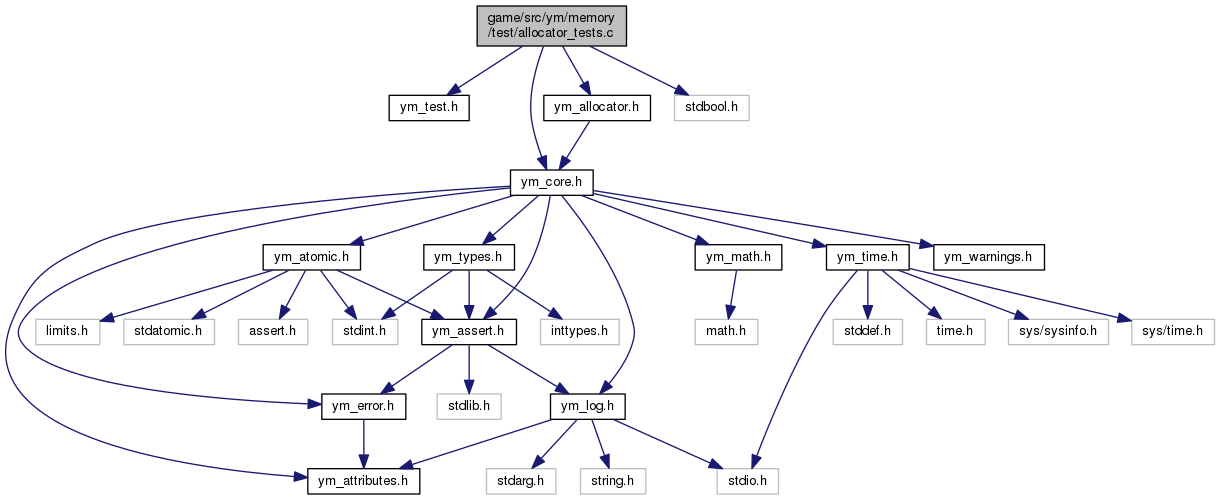 game/src/ym/memory
/test/allocator_tests.c
ym_test.h
ym_allocator.h
stdbool.h
ym_core.h
ym_atomic.h
ym_types.h
ym_math.h
ym_time.h
ym_warnings.h
limits.h
stdatomic.h
assert.h
stdint.h
ym_assert.h
inttypes.h
math.h
stddef.h
time.h
sys/sysinfo.h
sys/time.h
ym_error.h
stdlib.h
ym_log.h
ym_attributes.h
stdarg.h
string.h
stdio.h